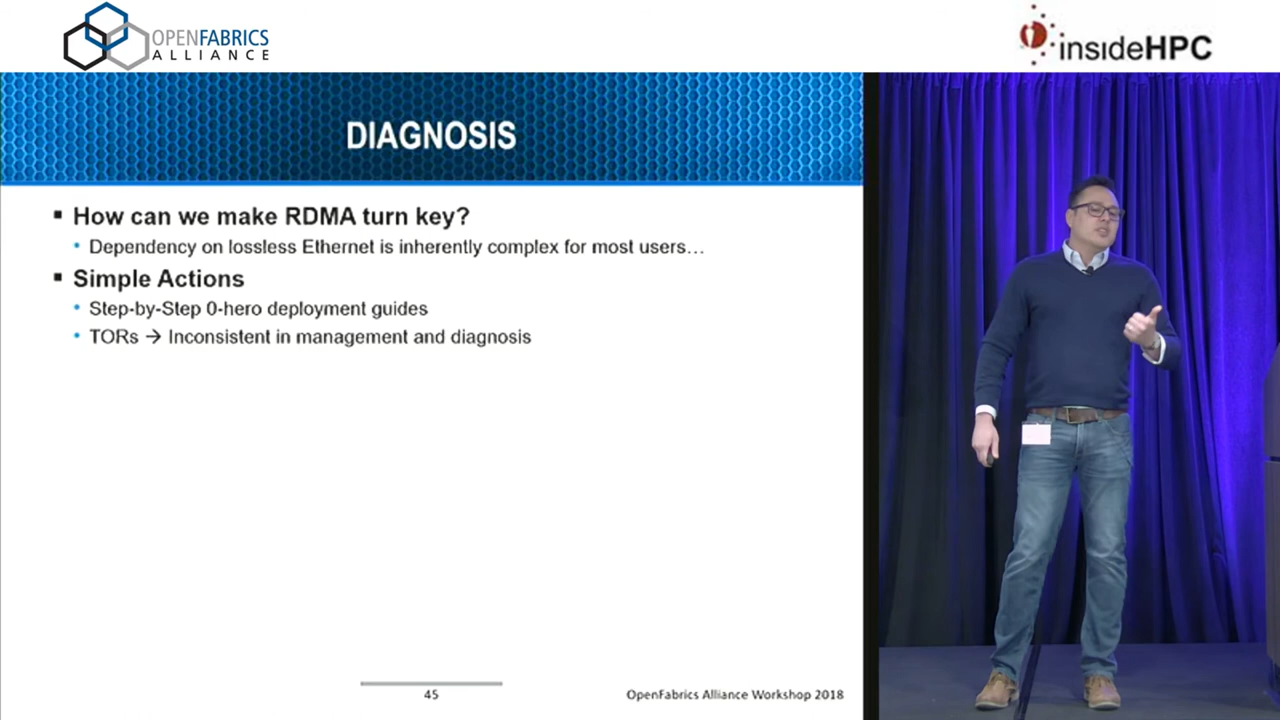 OPENFABRICS
ALLIANCE
insideHPC
DIAGNOSIS
▪ How can we make RDMA turn key?
• Dependency on lossless Ethernet is inherently complex for most users…
▪ Simple Actions
• Step-by-Step 0-hero deployment guides
• TORs → Inconsistent in management and diagnosis
45
OpenFabrics Alliance Workshop 2018